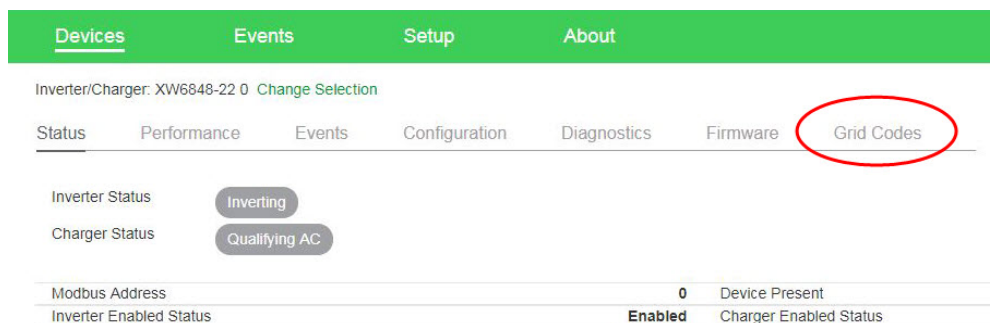 Devices Events Setup About
Inverter/Charger: XW6848-22 0 Change Selection
Status Performance Events Configuration Diagnostics Firmware Grid Codes
Inverter Status Inverting
Charger Status Qualifying AC
Modbus Address 0 Device Present
Inverter Enabled Status Enabled Charger Enabled Status